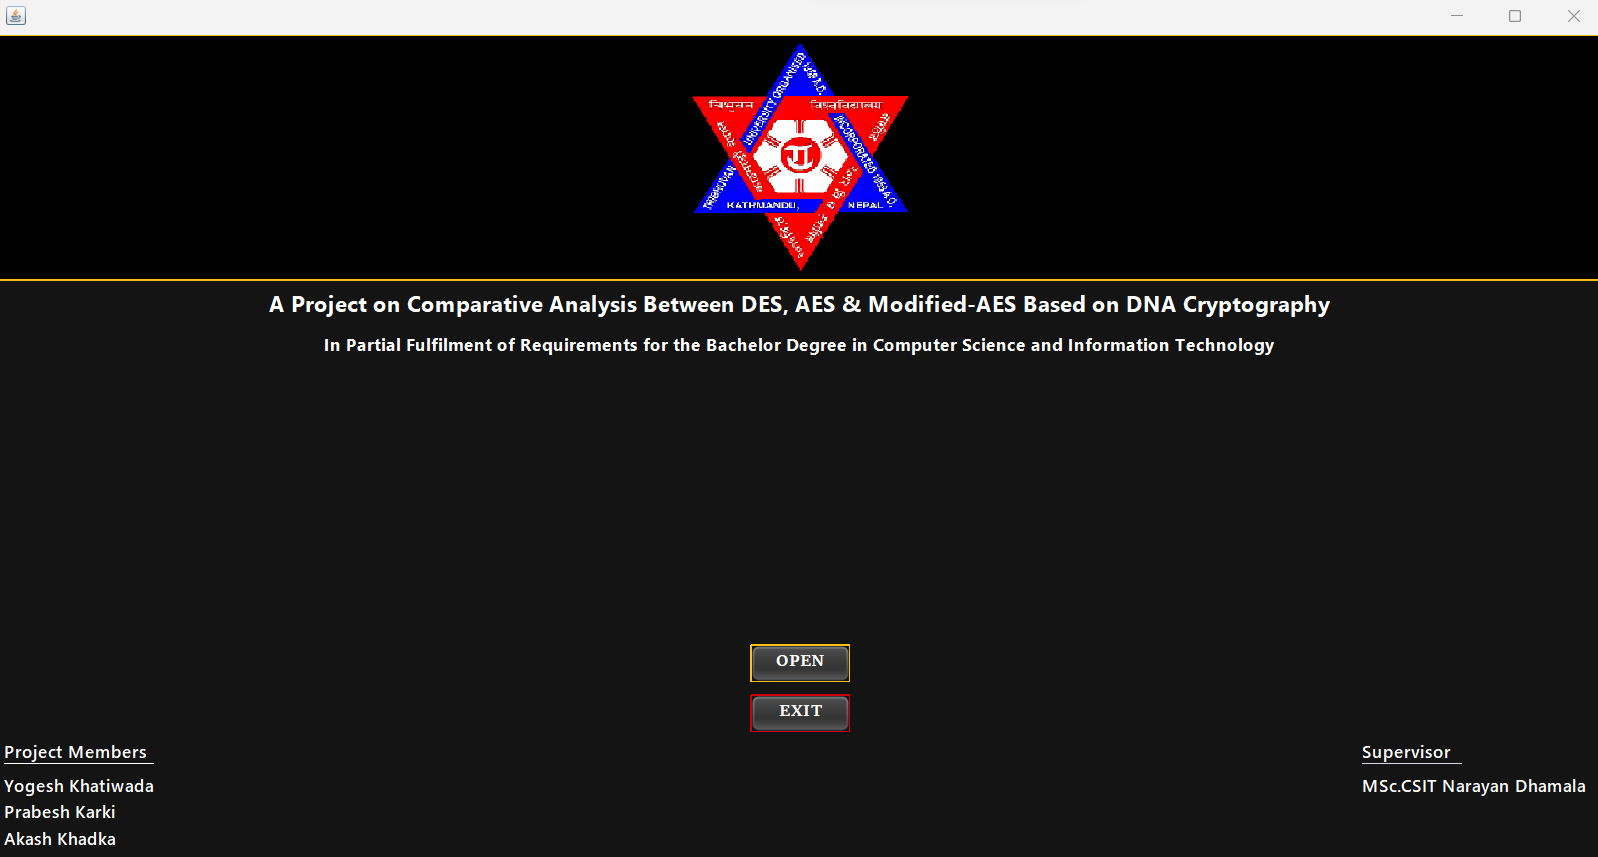 त्रिभुवन विश्वविद्यालय
UNIVERSITY ORGANISED
INCORPORATED
TRIBHUVAN
KATHMANDU, NEPAL
A Project on Comparative Analysis Between DES, AES & Modified-AES Based on DNA Cryptography
In Partial Fulfilment of Requirements for the Bachelor Degree in Computer Science and Information Technology
OPEN
EXIT
Project Members
Supervisor
Yogesh Khatiwada
MSc.CSIT Narayan Dhamala
Prabesh Karki
Akash Khadka